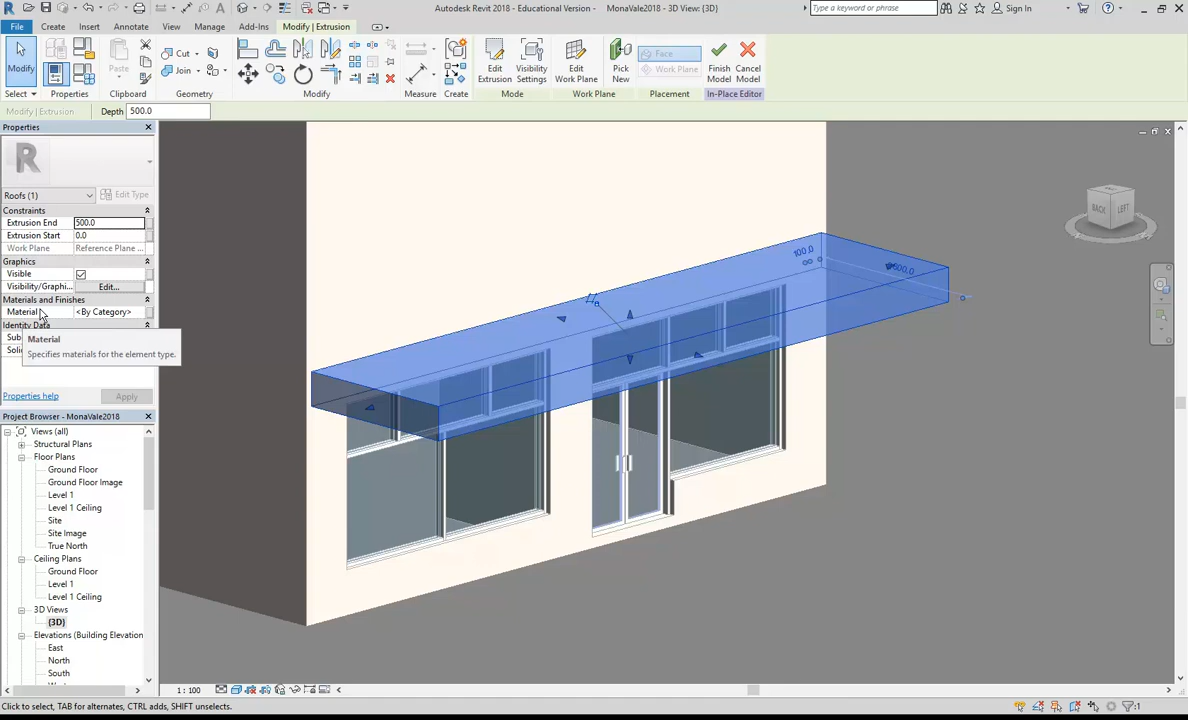 Autodesk Revit 2018 - Educational Version - MonaVale2018 - 3D View: {3D}
Type a keyword or phrase
Sign In
File Create Insert Annotate View Manage Add-Ins Modify | Extrusion
Modify
Paste
Cut
Join
Edit Extrusion
Visibility Settings
Edit Work Plane
Pick New
Face
Work Plane
Finish Model
Cancel Model
Select Properties Clipboard Geometry Modify Measure Create Mode Work Plane Placement In-Place Editor
Modify | Extrusion
Depth 500.0
Properties
R
Roofs (1)
Edit Type
Constraints
Extrusion End 500.0
Extrusion Start 0.0
Work Plane Reference Plane ...
Graphics
Visible
Visibility/Graphi... Edit...
Materials and Finishes
Material <By Category>
Identity Data
Sub
Soli
Material
Specifies materials for the element type.
Properties help
Apply
Project Browser - MonaVale2018
Views (all)
Structural Plans
Floor Plans
Ground Floor
Ground Floor Image
Level 1
Level 1 Ceiling
Site
Site Image
True North
Ceiling Plans
Ground Floor
Level 1
Level 1 Ceiling
3D Views
{3D}
Elevations (Building Elevation
East
North
South
100.0
500.0
BACK
LEFT
1 : 100
Click to select, TAB for alternates, CTRL adds, SHIFT unselects.
:1